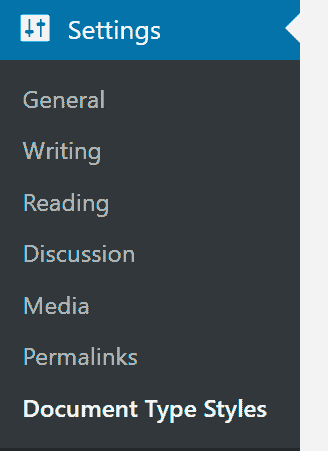 Settings
General
Writing
Reading
Discussion
Media
Permalinks
Document Type Styles